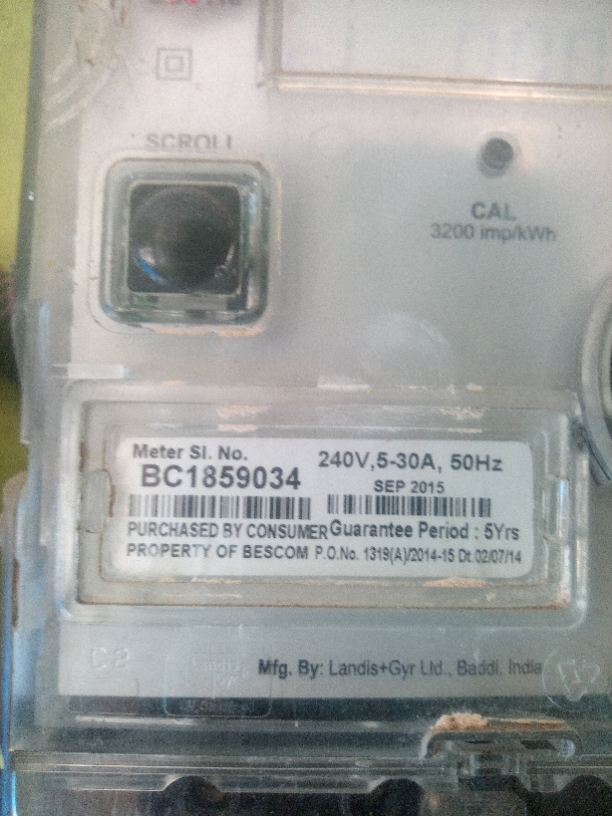 SCROLL
CAL
3200 imp/kWh
Meter Sl. No.
BC1859034
240V,5-30A, 50Hz
SEP 2015
PURCHASED BY CONSUMER Guarantee Period : 5Yrs
PROPERTY OF BESCOM P.O.No. 1319(A)/2014-15 Dt.02/07/14
C2
Landis
Gyr
Mfg. By: Landis+Gyr Ltd., Baddi. India